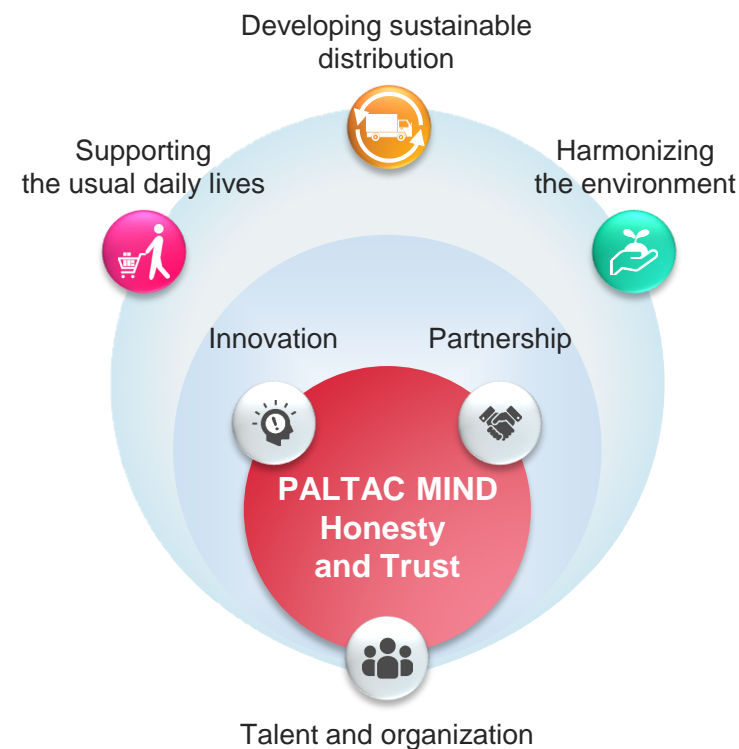 Developing sustainable
distribution
Supporting
the usual daily lives
Harmonizing
the environment
Innovation
Partnership
PALTAC MIND
Honesty
and Trust
Talent and organization